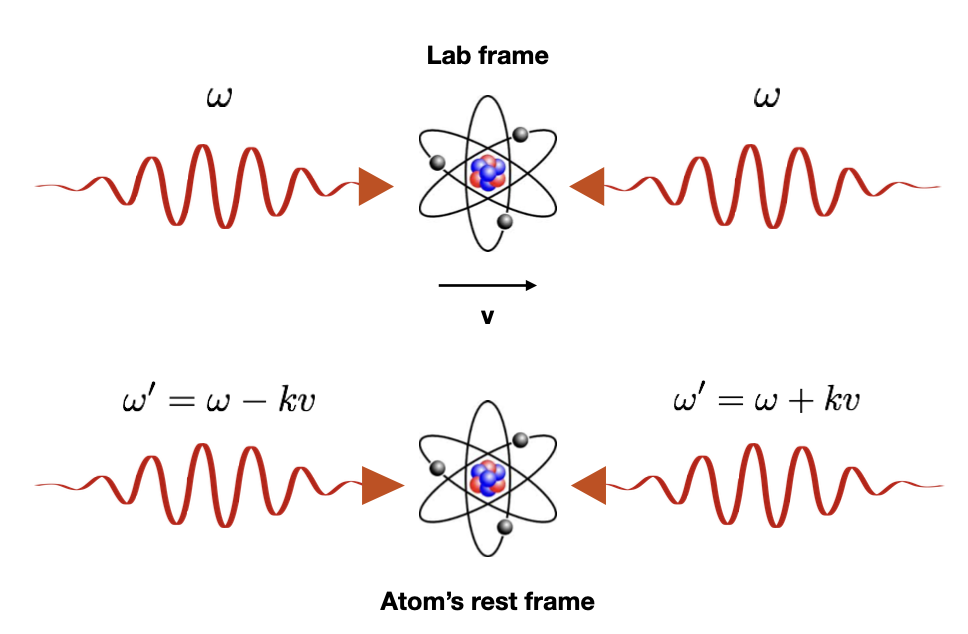 Lab frame
ω
ω
v
ω′ = ω − kv
ω′ = ω + kv
Atom's rest frame